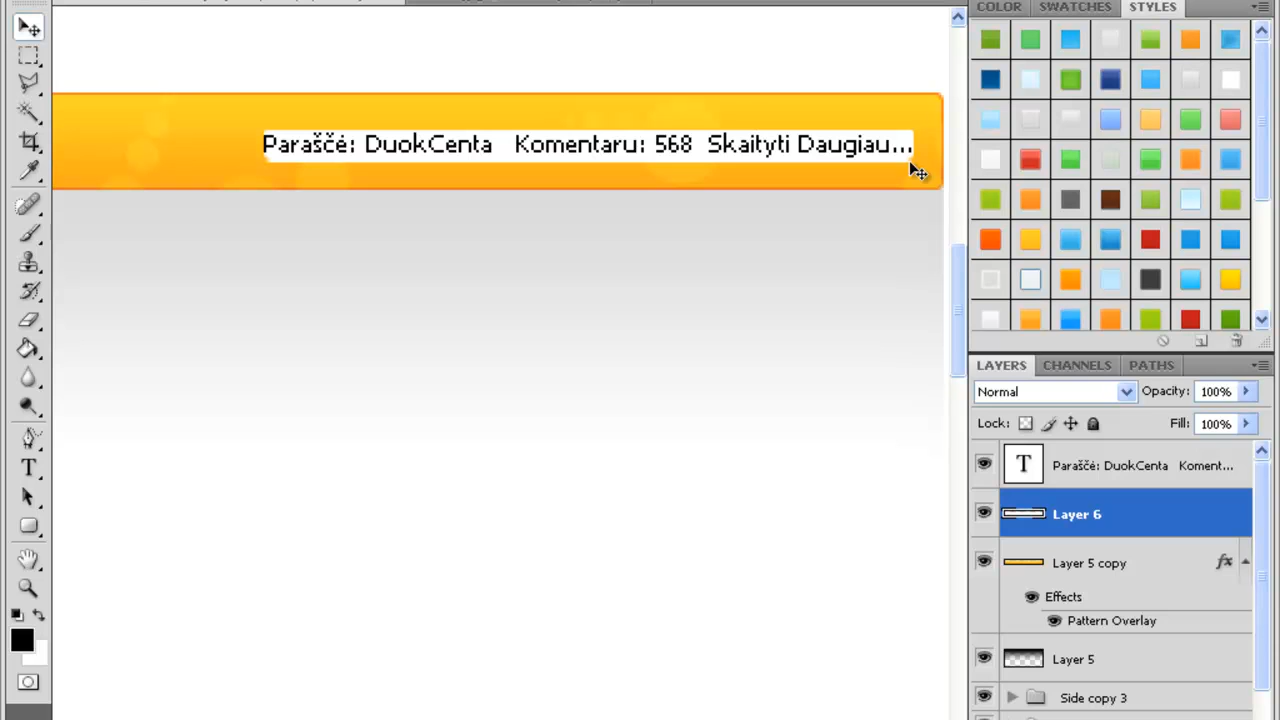 COLOR SWATCHES STYLES
Paraščė: DuokCenta Komentaru: 568 Skaityti Daugiau...
LAYERS CHANNELS PATHS
Normal Opacity: 100%
Lock: Fill: 100%
T Paraščė: DuokCenta Koment...
Layer 6
Layer 5 copy fx
Effects
Pattern Overlay
Layer 5
Side copy 3
T